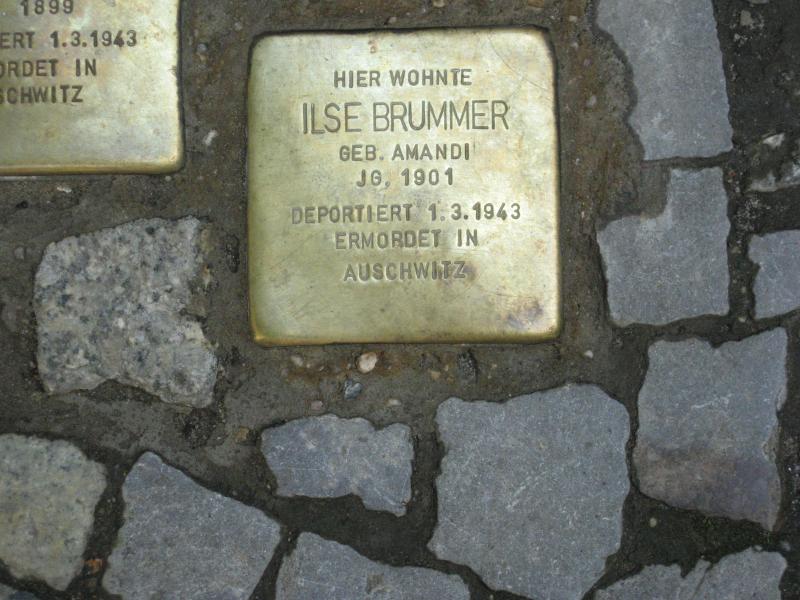 1899
ERT 1.3.1943
ORDET IN
SCHWITZ
HIER WOHNTE
ILSE BRUMMER
GEB. AMANDI
JG. 1901
DEPORTIERT 1.3.1943
ERMORDET IN
AUSCHWITZ